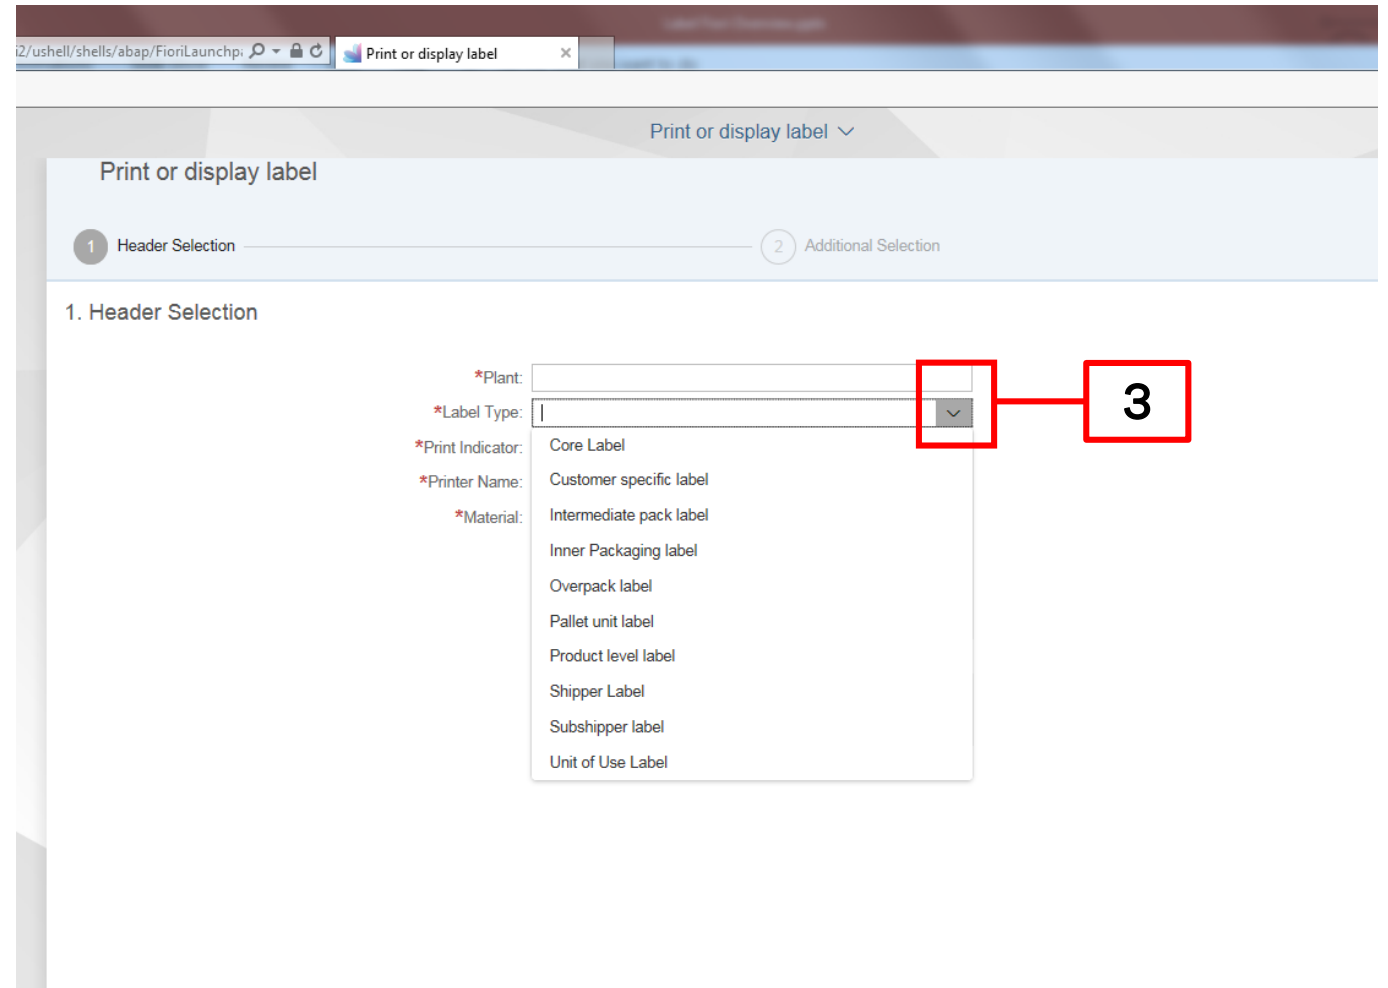 i2/ushell/shells/abap/FioriLaunchp
Print or display label
Print or display label
Print or display label
1 Header Selection
2 Additional Selection
1. Header Selection
*Plant:
*Label Type:
3
*Print Indicator:
Core Label
*Printer Name:
Customer specific label
*Material:
Intermediate pack label
Inner Packaging label
Overpack label
Pallet unit label
Product level label
Shipper Label
Subshipper label
Unit of Use Label